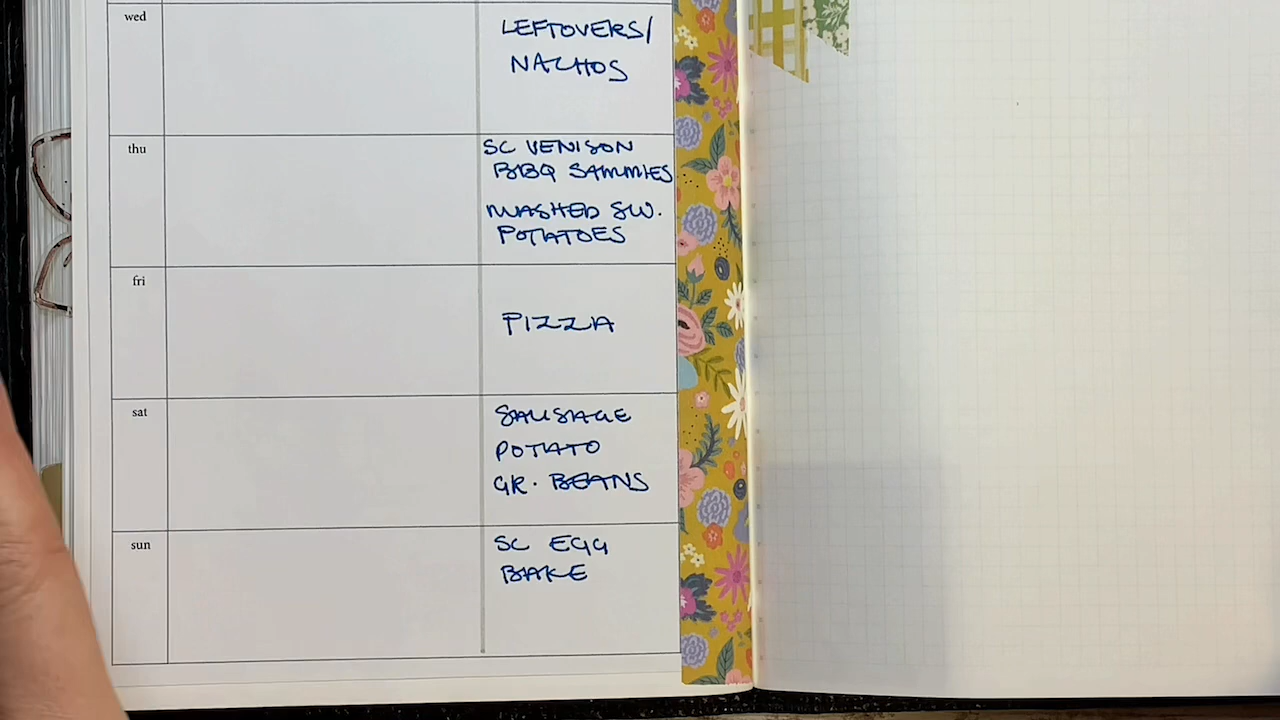 wed
LEFTOVERS/
NACHOS
thu
SC VENISON
BBQ SAMMIES
MASHED SW.
POTATOES
fri
PIZZA
sat
SAUSAGE
POTATO
GR. BEANS
sun
SC EGG
BAKE